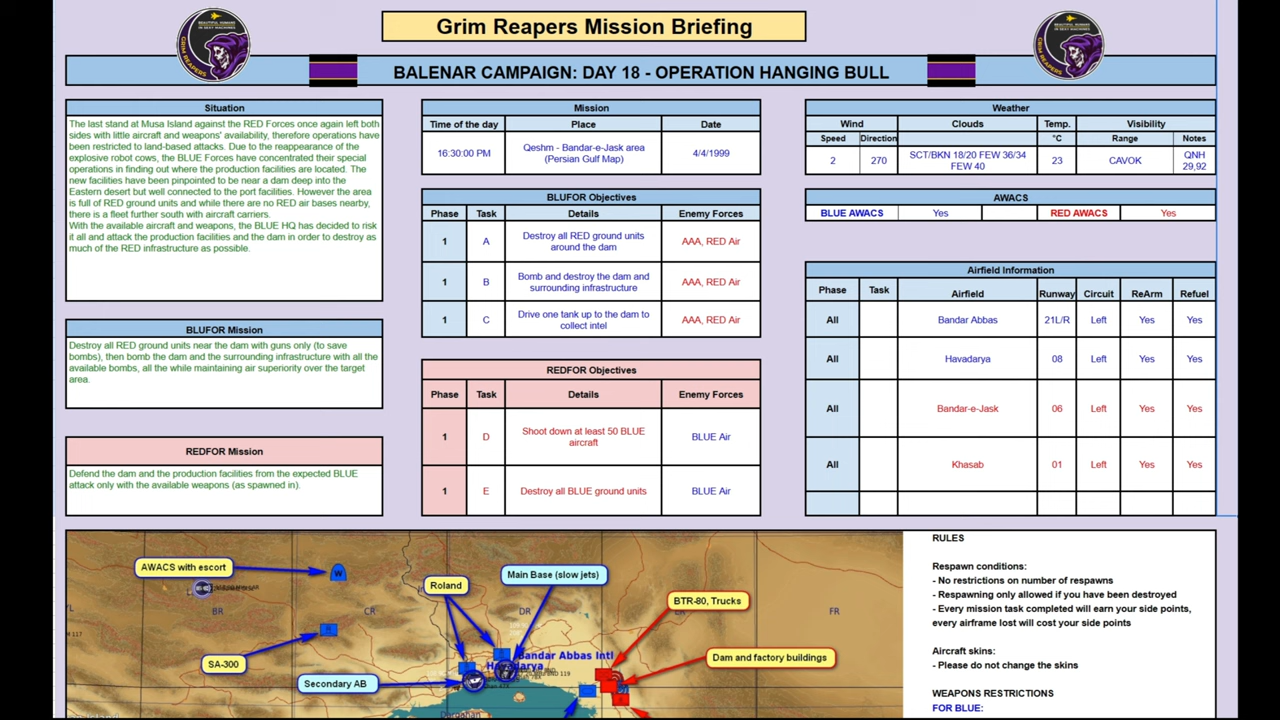 Grim Reapers Mission Briefing
BEAUTIFUL HUMANS
IN SEXY MACHINES
GRIM REAPERS
BEAUTIFUL HUMANS
IN SEXY MACHINES
GRIM REAPERS
BALENAR CAMPAIGN: DAY 18 - OPERATION HANGING BULL
Situation
The last stand at Musa Island against the RED Forces once again left both
sides with little aircraft and weapons' availability, therefore operations have
been restricted to land-based attacks. Due to the reappearance of the
explosive robot cows, the BLUE Forces have concentrated their special
operations in finding out where the production facilities are located. The
new facilities have been pinpointed to be near a dam deep into the
Eastern desert but well connected to the port facilities. However the area
is full of RED ground units and while there are no RED air bases nearby,
there is a fleet further south with aircraft carriers.
With the available aircraft and weapons, the BLUE HQ has decided to risk
it all and attack the production facilities and the dam in order to destroy as
much of the RED infrastructure as possible.
BLUFOR Mission
Destroy all RED ground units near the dam with guns only (to save
bombs), then bomb the dam and the surrounding infrastructure with all the
available bombs, all the while maintaining air superiority over the target
area.
REDFOR Mission
Defend the dam and the production facilities from the expected BLUE
attack only with the available weapons (as spawned in).
Mission
Time of the day Place Date
16:30:00 PM Qeshm - Bandar-e-Jask area
(Persian Gulf Map) 4/4/1999
BLUFOR Objectives
Phase Task Details Enemy Forces
1 A Destroy all RED ground units
around the dam AAA, RED Air
1 B Bomb and destroy the dam and
surrounding infrastructure AAA, RED Air
1 C Drive one tank up to the dam to
collect intel AAA, RED Air
REDFOR Objectives
Phase Task Details Enemy Forces
1 D Shoot down at least 50 BLUE
aircraft BLUE Air
1 E Destroy all BLUE ground units BLUE Air
Weather
Wind Clouds Temp. Visibility
Speed Direction °C Range Notes
2 270 SCT/BKN 18/20 FEW 36/34
FEW 40 23 CAVOK QNH
29,92
AWACS
BLUE AWACS Yes RED AWACS Yes
Airfield Information
Phase Task Airfield Runway Circuit ReArm Refuel
All Bandar Abbas 21L/R Left Yes Yes
All Havadarya 08 Left Yes Yes
All Bandar-e-Jask 06 Left Yes Yes
All Khasab 01 Left Yes Yes
AWACS with escort
W
Roland
Main Base (slow jets)
BTR-80, Trucks
BR
CR
DR
FR
SA-300
Bandar Abbas Intl
Havadarya
Dam and factory buildings
Secondary AB
RULES
Respawn conditions:
- No restrictions on number of respawns
- Respawning only allowed if you have been destroyed
- Every mission task completed will earn your side points,
every airframe lost will cost your side points
Aircraft skins:
- Please do not change the skins
WEAPONS RESTRICTIONS
FOR BLUE: